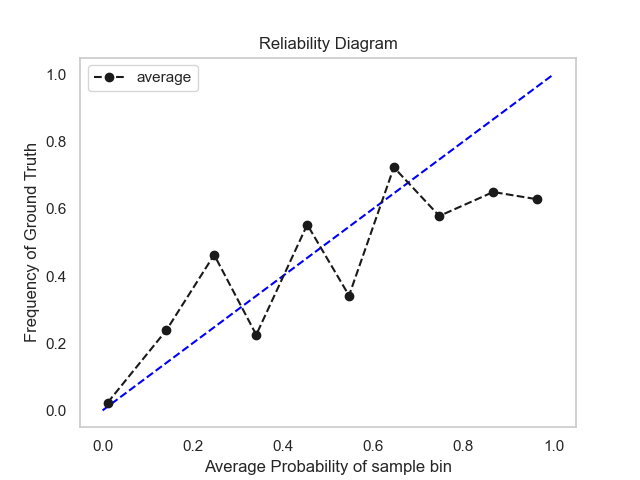 Reliability Diagram
average
Frequency of Ground Truth
1.0
0.8
0.6
0.4
0.2
0.0
0.0 0.2 0.4 0.6 0.8 1.0
Average Probability of sample bin